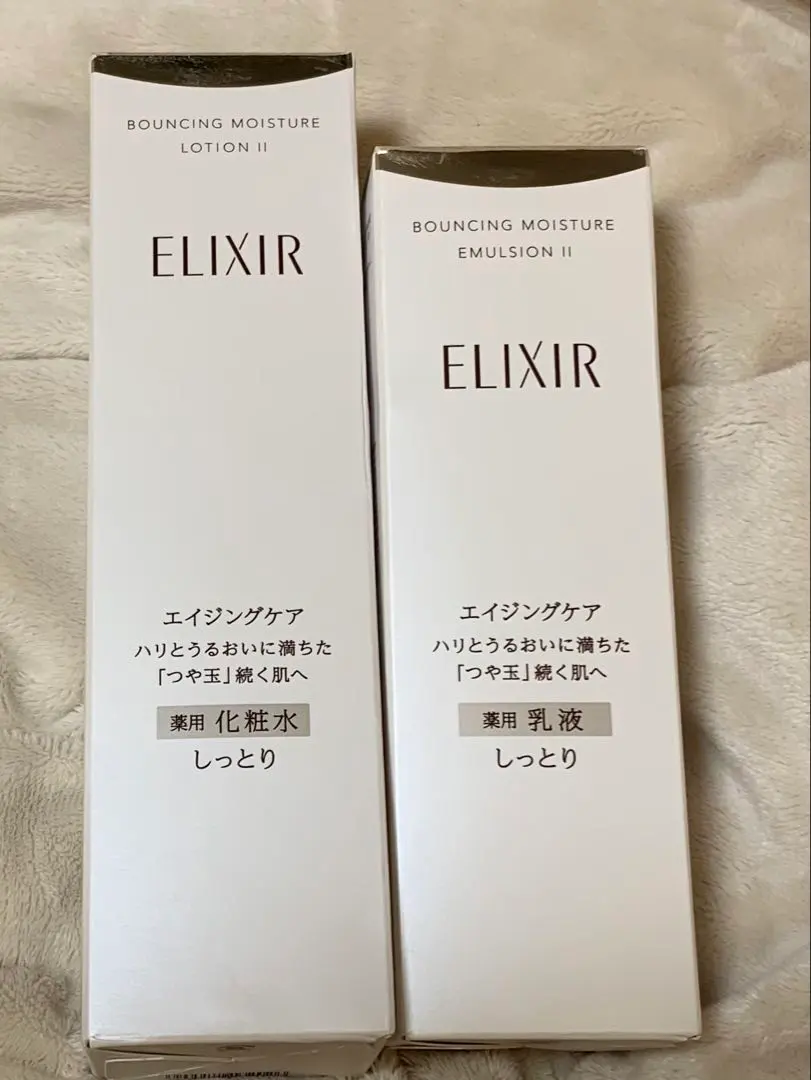 BOUNCING MOISTURE
LOTION II
ELIXIR
エイジングケア
ハリとうるおいに満ちた
「つや玉」続く肌へ
薬用 化粧水
しっとり
BOUNCING MOISTURE
EMULSION II
ELIXIR
エイジングケア
ハリとうるおいに満ちた
「つや玉」続く肌へ
薬用 乳液
しっとり